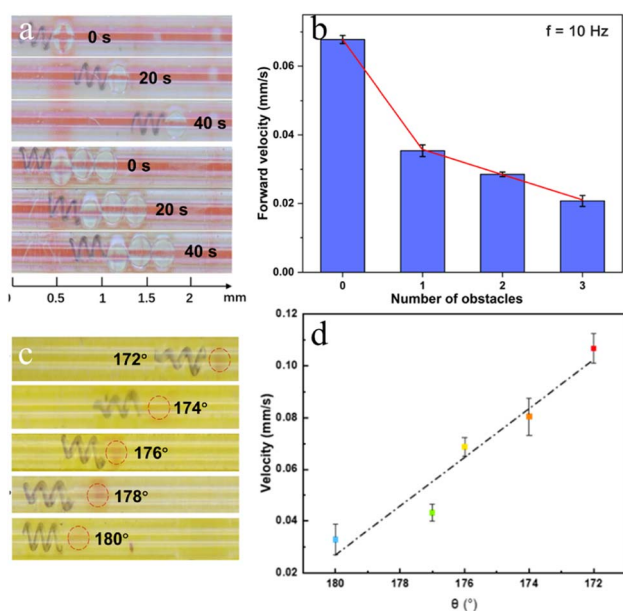 a
0 s
20 s
40 s
0 s
20 s
40 s
0 0.5 1 1.5 2 mm
b
f = 10 Hz
Forward velocity (mm/s)
0.06
0.04
0.02
0.00
0 1 2 3
Number of obstacles
c
172°
174°
176°
178°
180°
d
Velocity (mm/s)
0.12
0.10
0.08
0.06
0.04
0.02
180 178 176 174 172
θ (°)